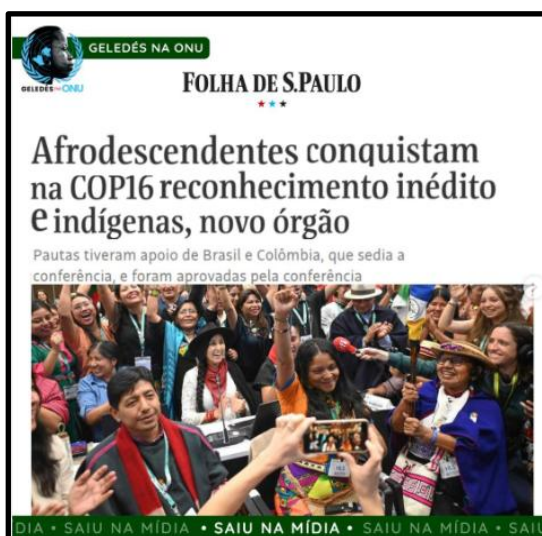 GELEDÉS NA ONU
GELEDÉS NA ONU
FOLHA DE S.PAULO
Afrodescendentes conquistam
na COP16 reconhecimento inédito
e indígenas, novo órgão
Pautas tiveram apoio de Brasil e Colômbia, que sedia a
conferência, e foram aprovadas pela conferência
DIA • SAIU NA MÍDIA • SAIU NA MÍDIA • SAIU NA MÍDIA • SAIU